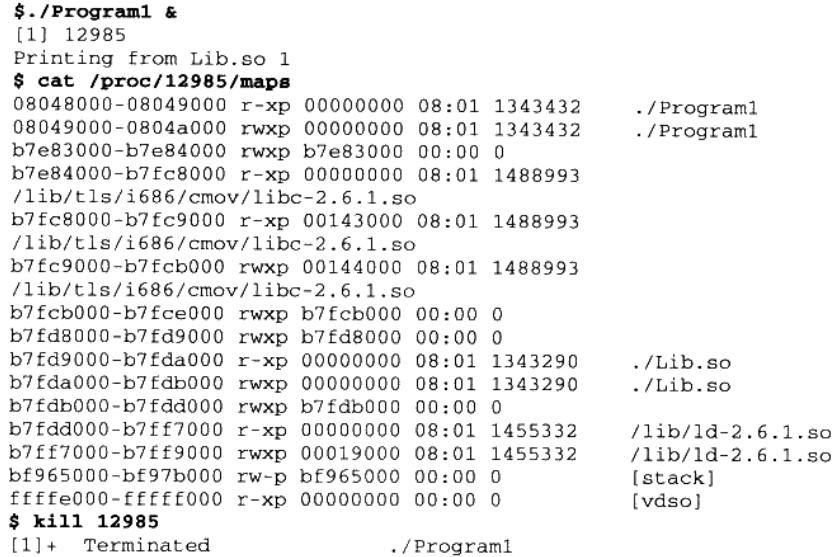 $./Program1 &
[1] 12985
Printing from Lib.so 1
$ cat /proc/12985/maps
08048000-08049000 r-xp 00000000 08:01 1343432 ./Program1
08049000-0804a000 rwxp 00000000 08:01 1343432 ./Program1
b7e83000-b7e84000 rwxp b7e83000 00:00 0
b7e84000-b7fc8000 r-xp 00000000 08:01 1488993
/lib/tls/i686/cmov/libc-2.6.1.so
b7fc8000-b7fc9000 r-xp 00143000 08:01 1488993
/lib/tls/i686/cmov/libc-2.6.1.so
b7fc9000-b7fcb000 rwxp 00144000 08:01 1488993
/lib/tls/i686/cmov/libc-2.6.1.so
b7fcb000-b7fce000 rwxp b7fcb000 00:00 0
b7fd8000-b7fd9000 rwxp b7fd8000 00:00 0
b7fd9000-b7fda000 r-xp 00000000 08:01 1343290 ./Lib.so
b7fda000-b7fdb000 rwxp 00000000 08:01 1343290 ./Lib.so
b7fdb000-b7fdd000 rwxp b7fdb000 00:00 0
b7fdd000-b7ff7000 r-xp 00000000 08:01 1455332 /lib/ld-2.6.1.so
b7ff7000-b7ff9000 rwxp 00019000 08:01 1455332 /lib/ld-2.6.1.so
bf965000-bf97b000 rw-p bf965000 00:00 0 [stack]
ffffe000-fffff000 r-xp 00000000 00:00 0 [vdso]
$ kill 12985
[1]+ Terminated ./Program1